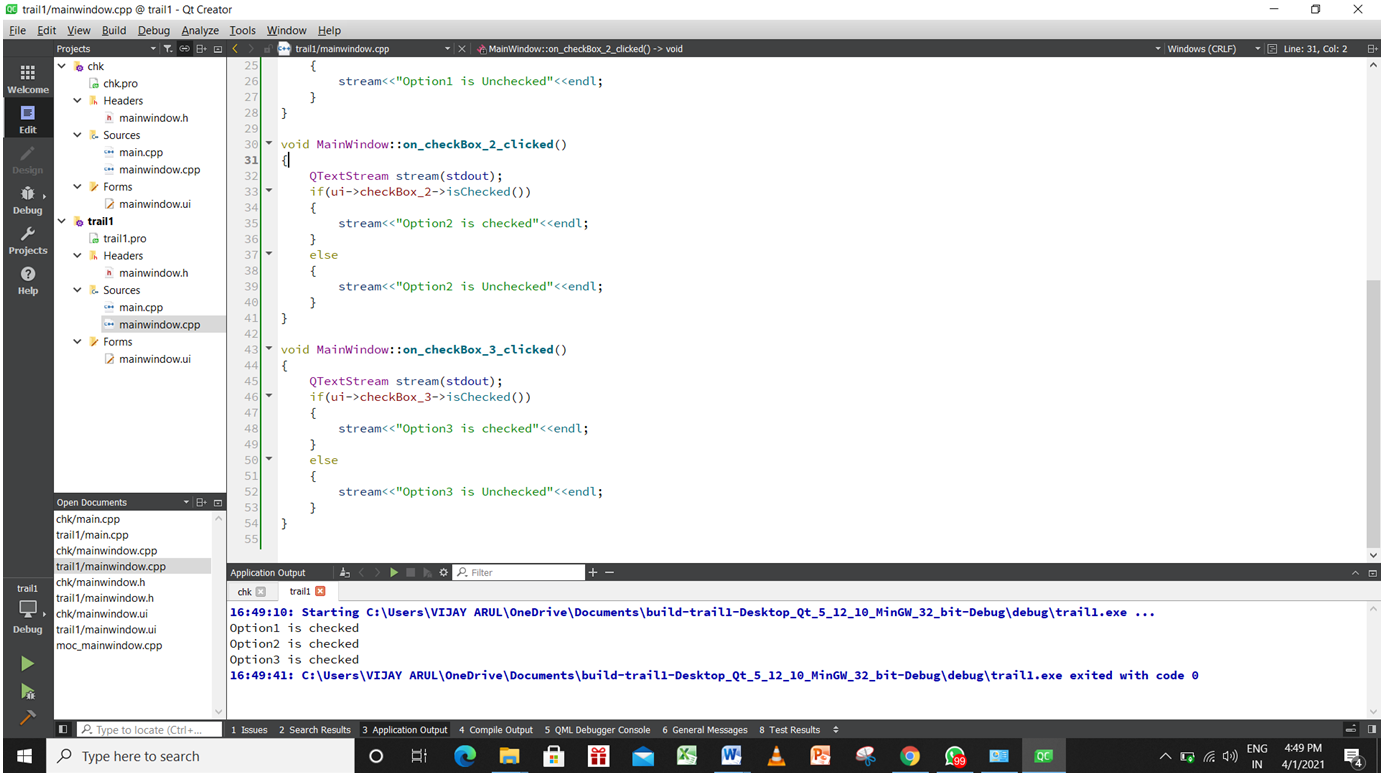 trail1/mainwindow.cpp @ trail1 - Qt Creator
File Edit View Build Debug Analyze Tools Window Help
Projects
trail1/mainwindow.cpp
MainWindow::on_checkBox_2_clicked() -> void
Windows (CRLF)
Line: 31, Col: 2
Welcome
Edit
Design
Debug
Projects
Help
chk
chk.pro
Headers
mainwindow.h
Sources
main.cpp
mainwindow.cpp
Forms
mainwindow.ui
trail1
trail1.pro
Headers
mainwindow.h
Sources
main.cpp
mainwindow.cpp
Forms
mainwindow.ui
Open Documents
chk/main.cpp
trail1/main.cpp
chk/mainwindow.cpp
trail1/mainwindow.cpp
chk/mainwindow.h
trail1/mainwindow.h
chk/mainwindow.ui
trail1/mainwindow.ui
moc_mainwindow.cpp
25 {
26 stream<<"Option1 is Unchecked"<<endl;
27 }
28 }
29
30 void MainWindow::on_checkBox_2_clicked()
31 {
32 QTextStream stream(stdout);
33 if(ui->checkBox_2->isChecked())
34 {
35 stream<<"Option2 is checked"<<endl;
36 }
37 else
38 {
39 stream<<"Option2 is Unchecked"<<endl;
40 }
41 }
42
43 void MainWindow::on_checkBox_3_clicked()
44 {
45 QTextStream stream(stdout);
46 if(ui->checkBox_3->isChecked())
47 {
48 stream<<"Option3 is checked"<<endl;
49 }
50 else
51 {
52 stream<<"Option3 is Unchecked"<<endl;
53 }
54 }
55
Application Output
Filter
chk trail1
16:49:10: Starting C:\Users\VIJAY ARUL\OneDrive\Documents\build-trail1-Desktop_Qt_5_12_10_MinGW_32_bit-Debug\debug\trail1.exe ...
Option1 is checked
Option2 is checked
Option3 is checked
16:49:41: C:\Users\VIJAY ARUL\OneDrive\Documents\build-trail1-Desktop_Qt_5_12_10_MinGW_32_bit-Debug\debug\trail1.exe exited with code 0
trail1
Debug
Type to locate (Ctrl+...
1 Issues 2 Search Results 3 Application Output 4 Compile Output 5 QML Debugger Console 6 General Messages 8 Test Results
Type here to search
99
QC
ENG
IN
4:49 PM
4/1/2021
4